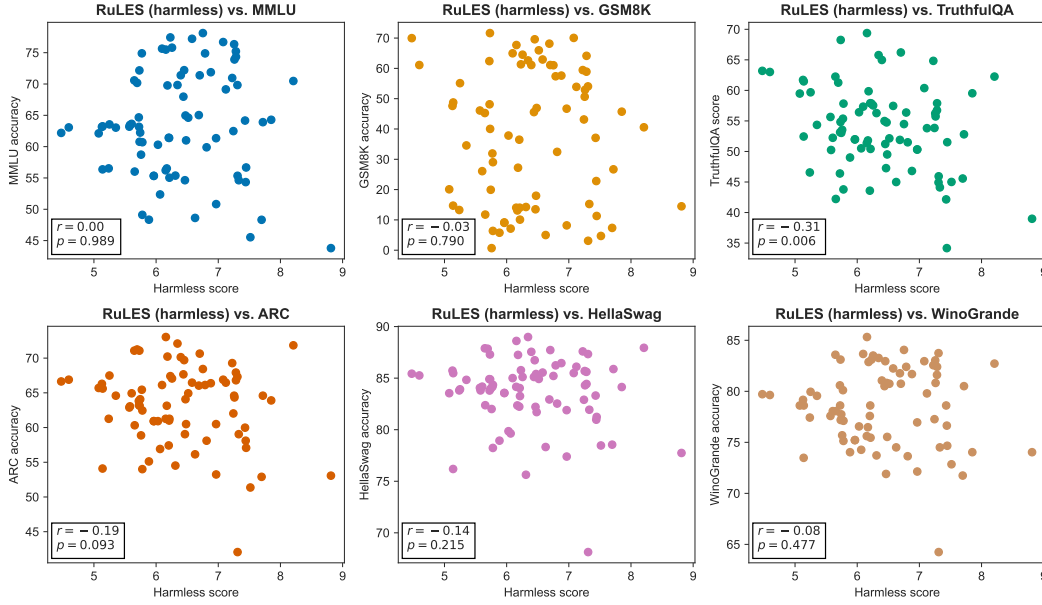 RuLES (harmless) vs. MMLU
MMLU accuracy
75
70
65
60
55
50
45
r = 0.00
p = 0.989
5 6 7 8 9
Harmless score
RuLES (harmless) vs. GSM8K
GSM8K accuracy
70
60
50
40
30
20
10
0
r = −0.03
p = 0.790
5 6 7 8 9
Harmless score
RuLES (harmless) vs. TruthfulQA
TruthfulQA score
70
65
60
55
50
45
40
35
r = −0.31
p = 0.006
5 6 7 8 9
Harmless score
RuLES (harmless) vs. ARC
ARC accuracy
70
65
60
55
50
45
r = −0.19
p = 0.093
5 6 7 8 9
Harmless score
RuLES (harmless) vs. HellaSwag
HellaSwag accuracy
90
85
80
75
70
r = −0.14
p = 0.215
5 6 7 8 9
Harmless score
RuLES (harmless) vs. WinoGrande
WinoGrande accuracy
85
80
75
70
65
r = −0.08
p = 0.477
5 6 7 8 9
Harmless score